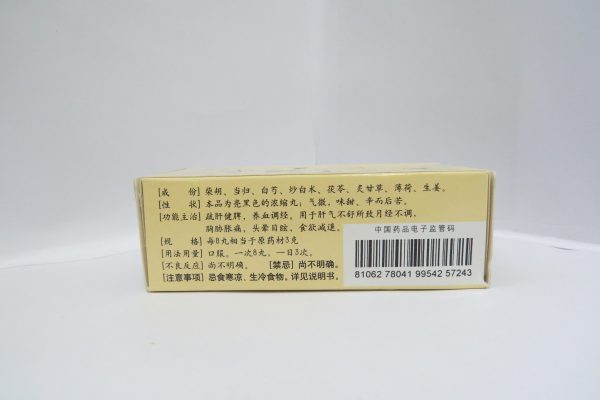 [成　份] 柴胡、当归、白芍、炒白术、茯苓、炙甘草、薄荷、生姜。
[性　状] 本品为亮黑色的浓缩丸；气微，味甜、辛而后苦。
[功能主治] 疏肝健脾，养血调经。用于肝气不舒所致月经不调，
胸胁胀痛，头晕目眩，食欲减退。
[规　格] 每8丸相当于原药材3克
[用法用量] 口服，一次8丸，一日3次。
[不良反应] 尚不明确。 [禁忌] 尚不明确。
[注意事项] 忌食寒凉、生冷食物。详见说明书。
中国药品电子监管码
81062 78041 99542 57243